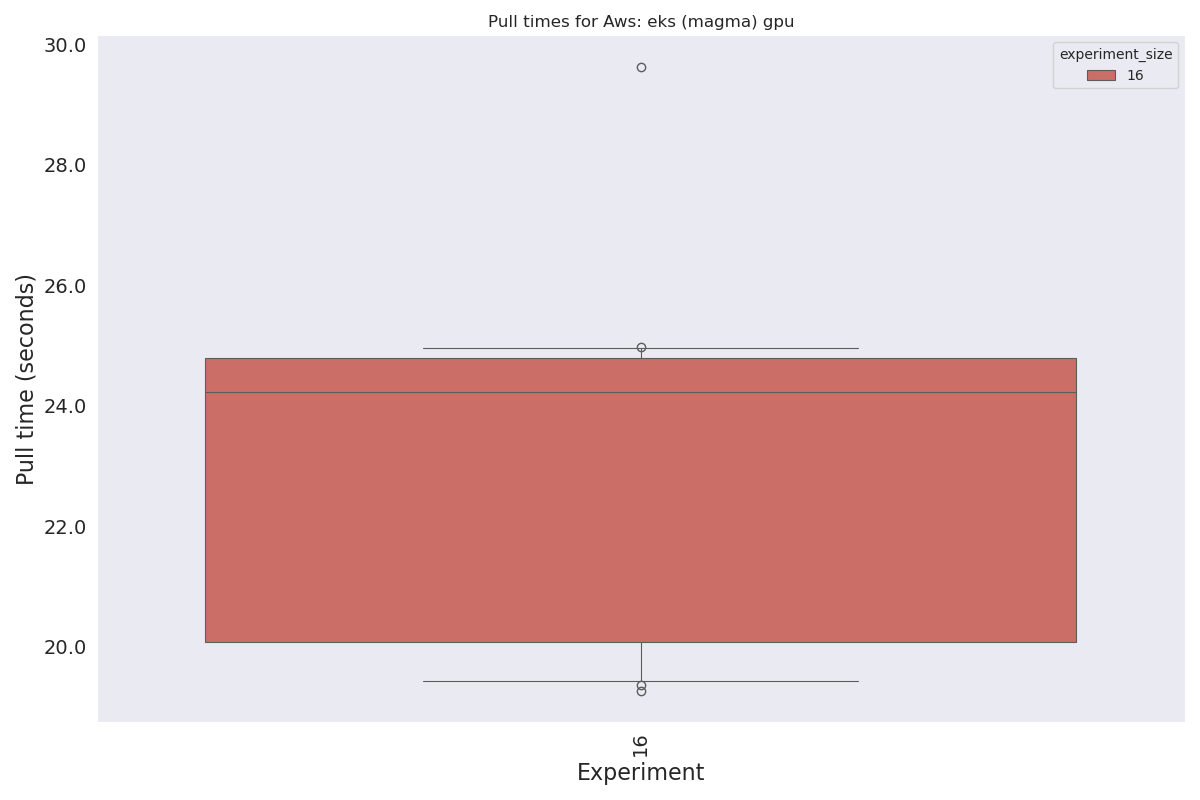 Pull times for Aws: eks (magma) gpu
experiment_size
16
30.0
28.0
26.0
24.0
22.0
20.0
Pull time (seconds)
16
Experiment